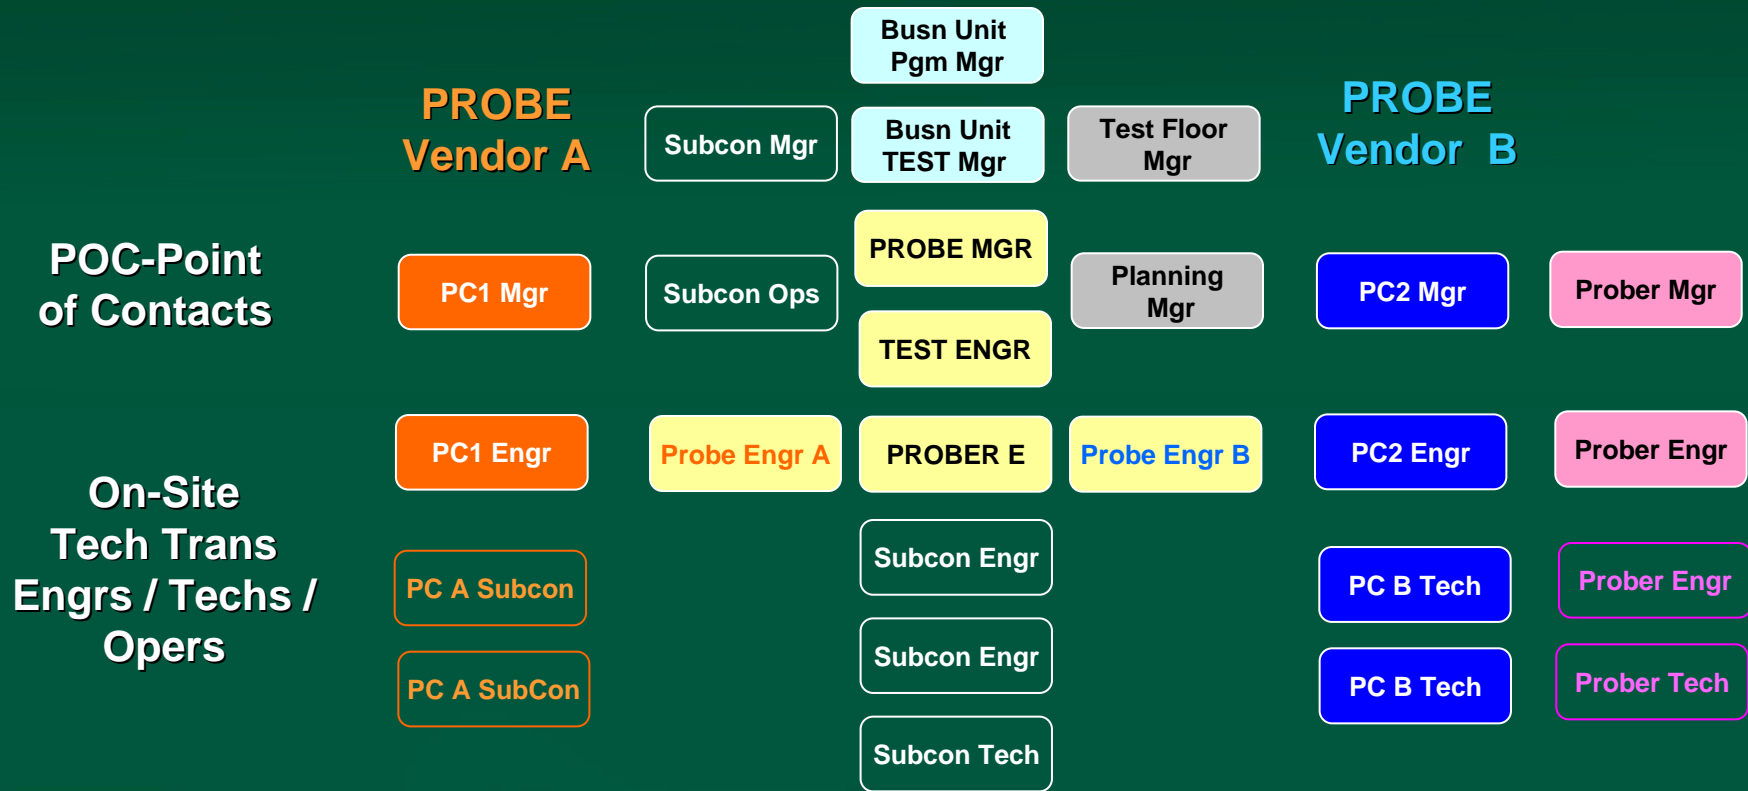 Busn Unit
Pgm Mgr
PROBE
Vendor A
Subcon Mgr
Busn Unit
TEST Mgr
Test Floor
Mgr
PROBE
Vendor B
POC-Point
of Contacts
PC1 Mgr
Subcon Ops
PROBE MGR
Planning
Mgr
PC2 Mgr
Prober Mgr
TEST ENGR
PC1 Engr
Probe Engr A
PROBER E
Probe Engr B
PC2 Engr
Prober Engr
On-Site
Tech Trans
Engrs / Techs /
Opers
PC A Subcon
Subcon Engr
PC B Tech
Prober Engr
PC A SubCon
Subcon Engr
PC B Tech
Prober Tech
Subcon Tech